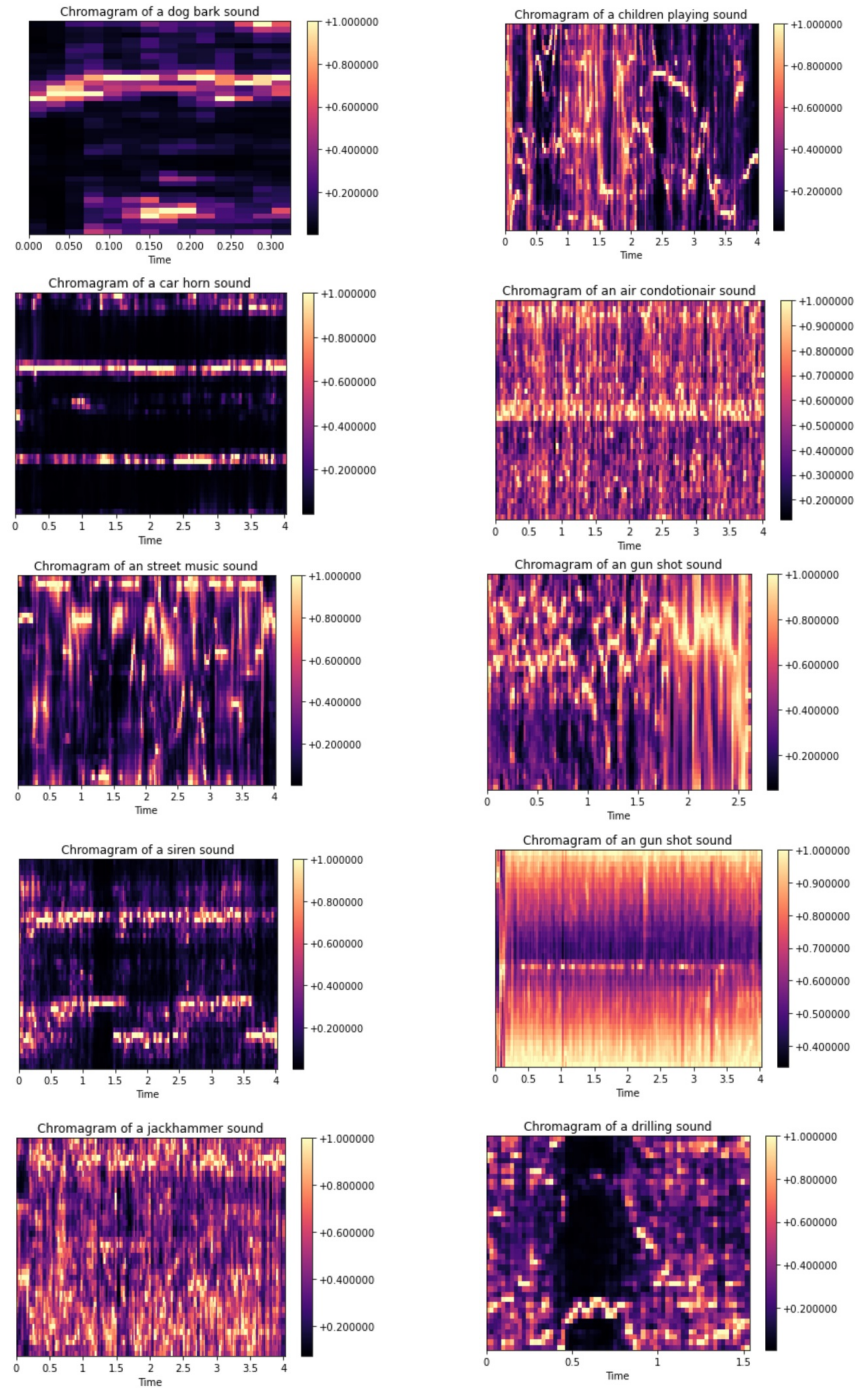 Chromagram of a dog bark sound
+1.000000
+0.800000
+0.600000
+0.400000
+0.200000
0.000 0.050 0.100 0.150 0.200 0.250 0.300
Time
Chromagram of a children playing sound
+1.000000
+0.800000
+0.600000
+0.400000
+0.200000
0 0.5 1 1.5 2 2.5 3 3.5 4
Time
Chromagram of a car horn sound
+1.000000
+0.800000
+0.600000
+0.400000
+0.200000
0 0.5 1 1.5 2 2.5 3 3.5 4
Time
Chromagram of an air condotionair sound
+1.000000
+0.900000
+0.800000
+0.700000
+0.600000
+0.500000
+0.400000
+0.300000
+0.200000
0 0.5 1 1.5 2 2.5 3 3.5 4
Time
Chromagram of an street music sound
+1.000000
+0.800000
+0.600000
+0.400000
+0.200000
0 0.5 1 1.5 2 2.5 3 3.5 4
Time
Chromagram of an gun shot sound
+1.000000
+0.800000
+0.600000
+0.400000
+0.200000
0 0.5 1 1.5 2 2.5
Time
Chromagram of a siren sound
+1.000000
+0.800000
+0.600000
+0.400000
+0.200000
0 0.5 1 1.5 2 2.5 3 3.5 4
Time
Chromagram of an gun shot sound
+1.000000
+0.900000
+0.800000
+0.700000
+0.600000
+0.500000
+0.400000
0 0.5 1 1.5 2 2.5 3 3.5 4
Time
Chromagram of a jackhammer sound
+1.000000
+0.800000
+0.600000
+0.400000
+0.200000
0 0.5 1 1.5 2 2.5 3 3.5 4
Time
Chromagram of a drilling sound
+1.000000
+0.800000
+0.600000
+0.400000
+0.200000
0 0.5 1 1.5
Time